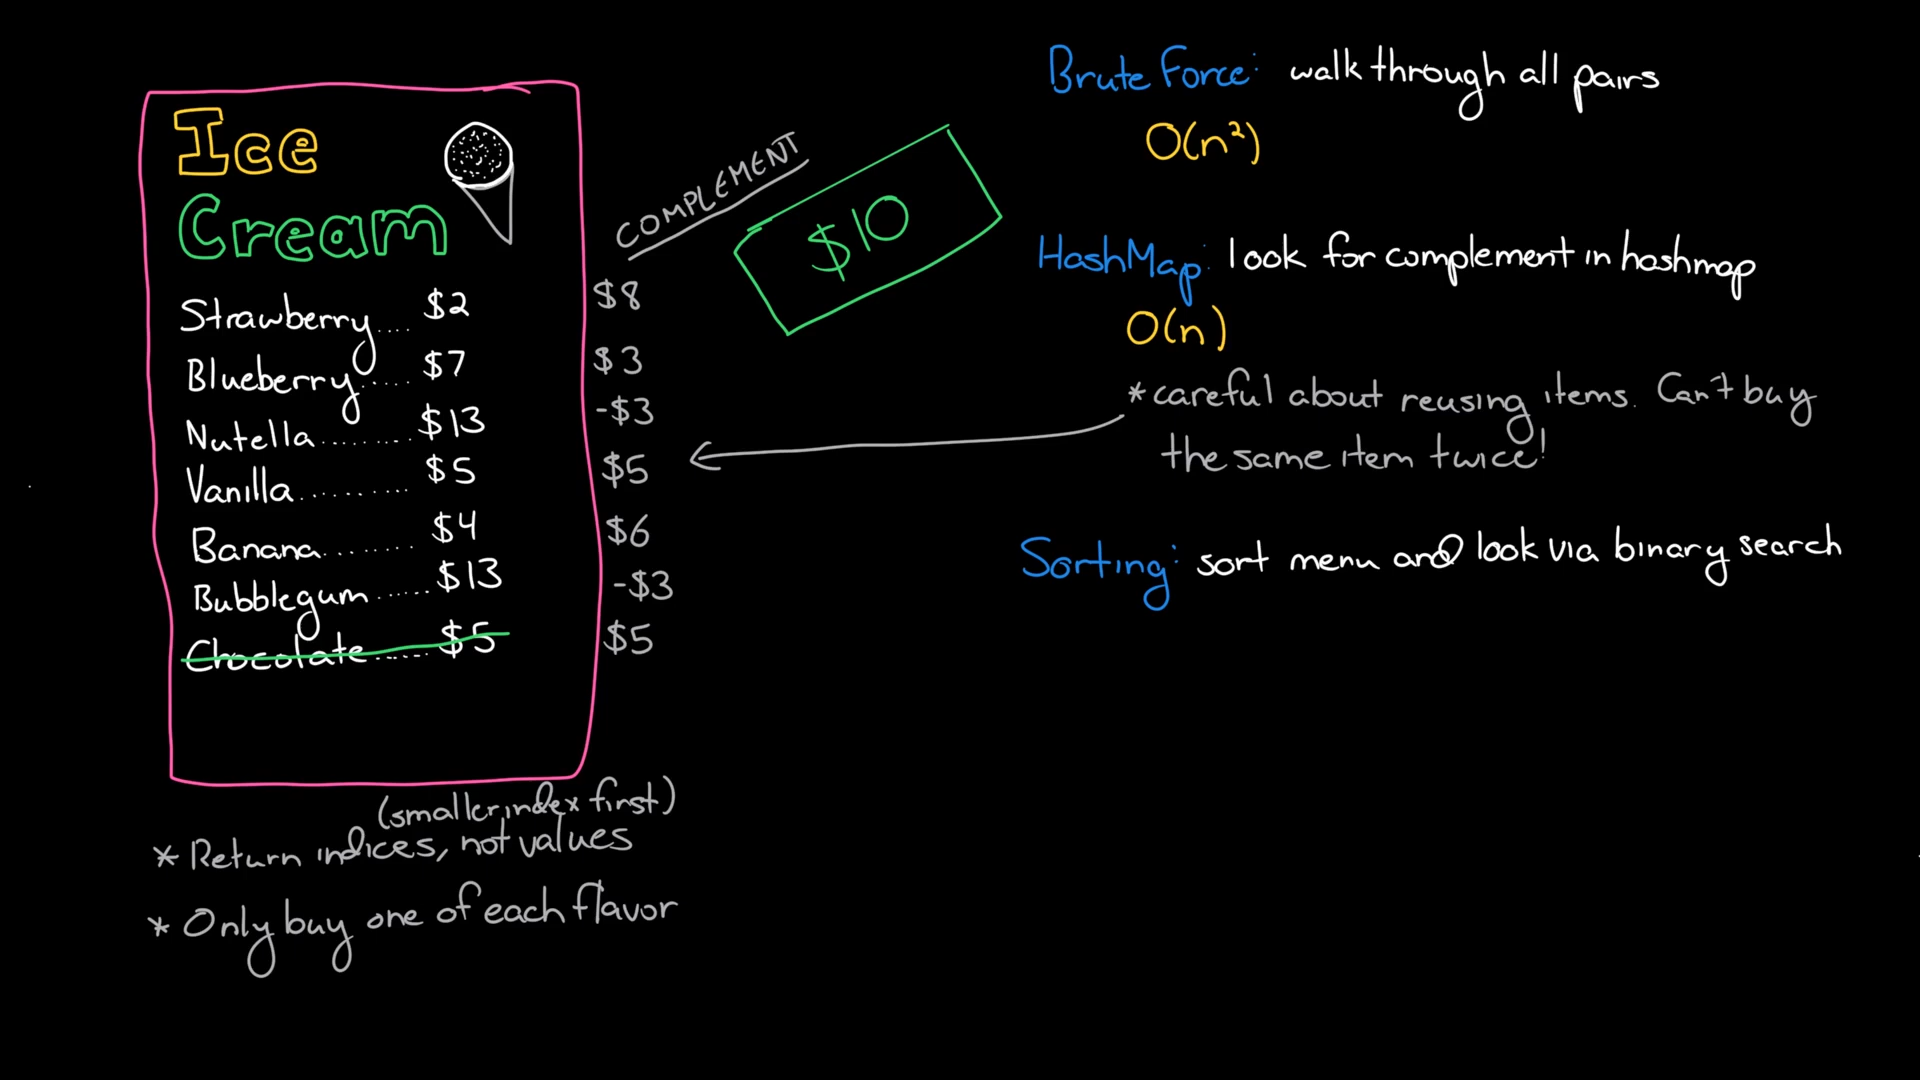 Ice
Cream
Strawberry.... $2
Blueberry..... $7
Nutella......... $13
Vanilla.......... $5
Banana........ $4
Bubblegum...... $13
Chocolate...... $5
COMPLEMENT
$8
$3
-$3
$5
$6
-$3
$5
$10
(smaller index first)
* Return indices, not values
* Only buy one of each flavor
Brute Force: walk through all pairs
O(n²)
HashMap: look for complement in hashmap
O(n)
*careful about reusing items. Can't buy
the same item twice!
Sorting: sort menu and look via binary search